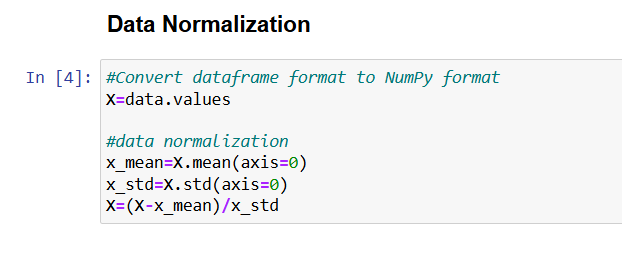 Data Normalization
In [4]: #Convert dataframe format to NumPy format
X=data.values
#data normalization
x_mean=X.mean(axis=0)
x_std=X.std(axis=0)
X=(X-x_mean)/x_std